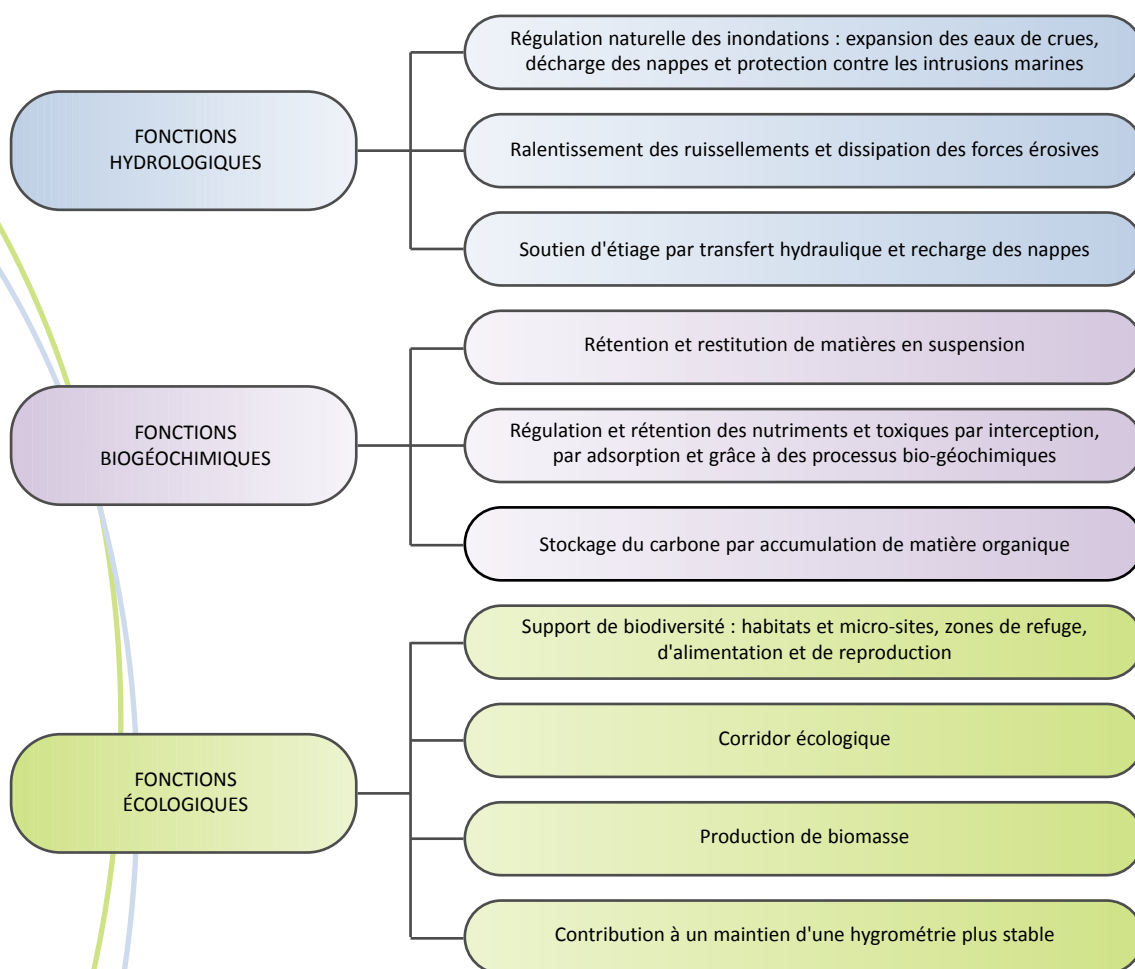 FONCTIONS
HYDROLOGIQUES
Régulation naturelle des inondations : expansion des eaux de crues,
décharge des nappes et protection contre les intrusions marines
Ralentissement des ruissellements et dissipation des forces érosives
Soutien d'étiage par transfert hydraulique et recharge des nappes
FONCTIONS
BIOGÉOCHIMIQUES
Rétention et restitution de matières en suspension
Régulation et rétention des nutriments et toxiques par interception,
par adsorption et grâce à des processus bio-géochimiques
Stockage du carbone par accumulation de matière organique
FONCTIONS
ÉCOLOGIQUES
Support de biodiversité : habitats et micro-sites, zones de refuge,
d'alimentation et de reproduction
Corridor écologique
Production de biomasse
Contribution à un maintien d'une hygrométrie plus stable